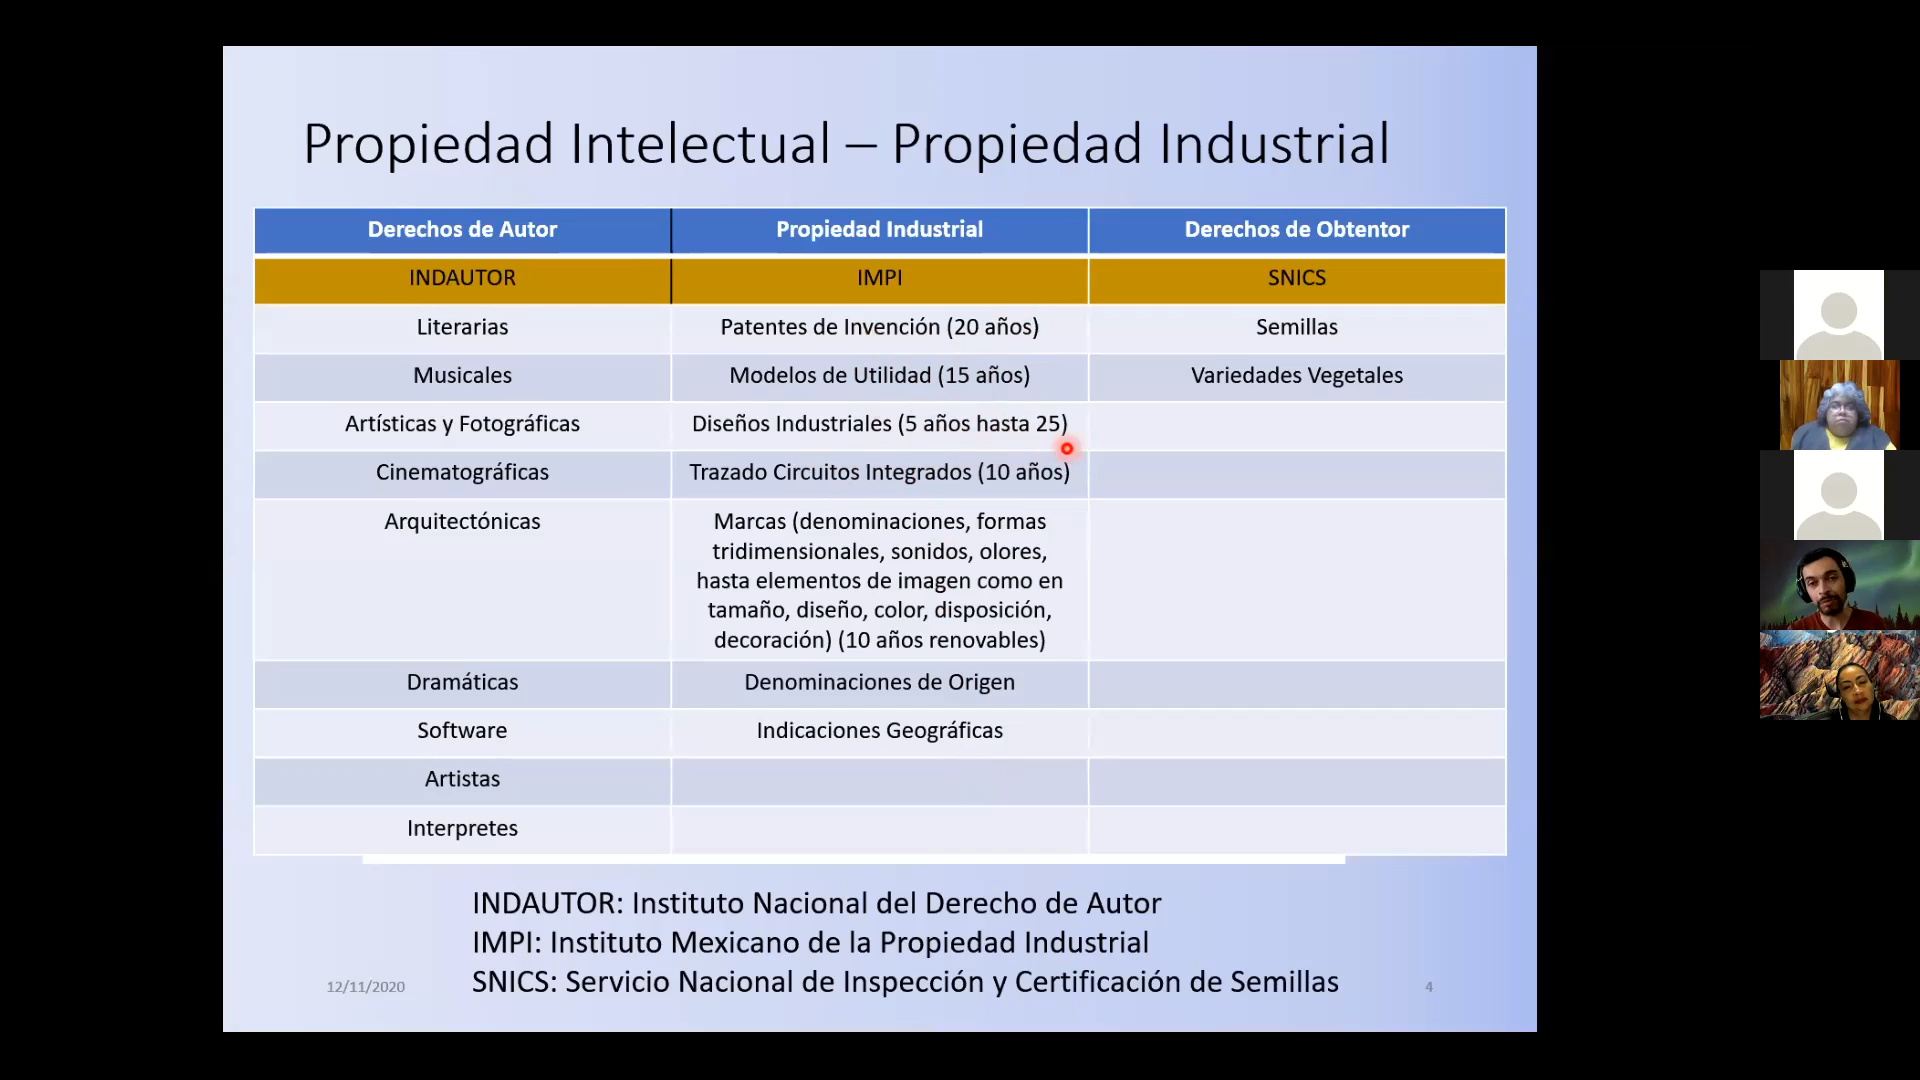 Propiedad Intelectual – Propiedad Industrial
Derechos de Autor
Propiedad Industrial
Derechos de Obtentor
INDAUTOR
IMPI
SNICS
Literarias
Patentes de Invención (20 años)
Semillas
Musicales
Modelos de Utilidad (15 años)
Variedades Vegetales
Artísticas y Fotográficas
Diseños Industriales (5 años hasta 25)
Cinematográficas
Trazado Circuitos Integrados (10 años)
Arquitectónicas
Marcas (denominaciones, formas
tridimensionales, sonidos, olores,
hasta elementos de imagen como en
tamaño, diseño, color, disposición,
decoración) (10 años renovables)
Dramáticas
Denominaciones de Origen
Software
Indicaciones Geográficas
Artistas
Interpretes
INDAUTOR: Instituto Nacional del Derecho de Autor
IMPI: Instituto Mexicano de la Propiedad Industrial
SNICS: Servicio Nacional de Inspección y Certificación de Semillas
12/11/2020
4